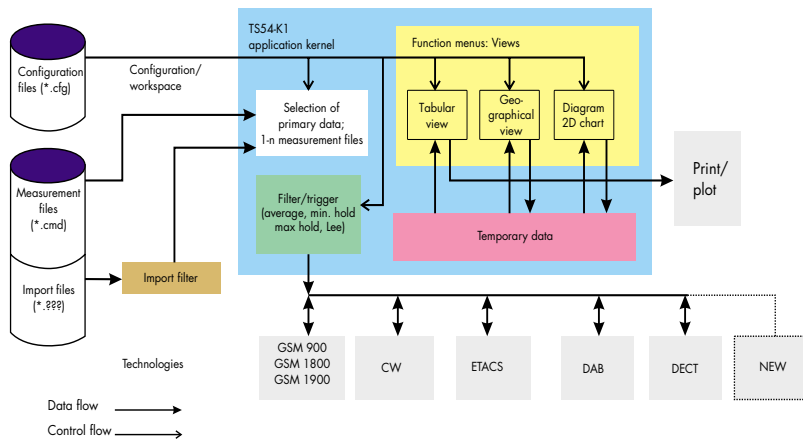 TS54-K1
application kernel
Function menus: Views
Configuration
files (*.cfg)
Configuration/
workspace
Selection of
primary data;
1-n measurement files
Tabular
view
Geo-
graphical
view
Diagram
2D chart
Print/
plot
Measurement
files
(*.cmd)
Filter/trigger
(average, min. hold
max hold, Lee)
Temporary data
Import files
(*.???)
Import filter
Technologies
GSM 900
GSM 1800
GSM 1900
CW
ETACS
DAB
DECT
NEW
Data flow
Control flow